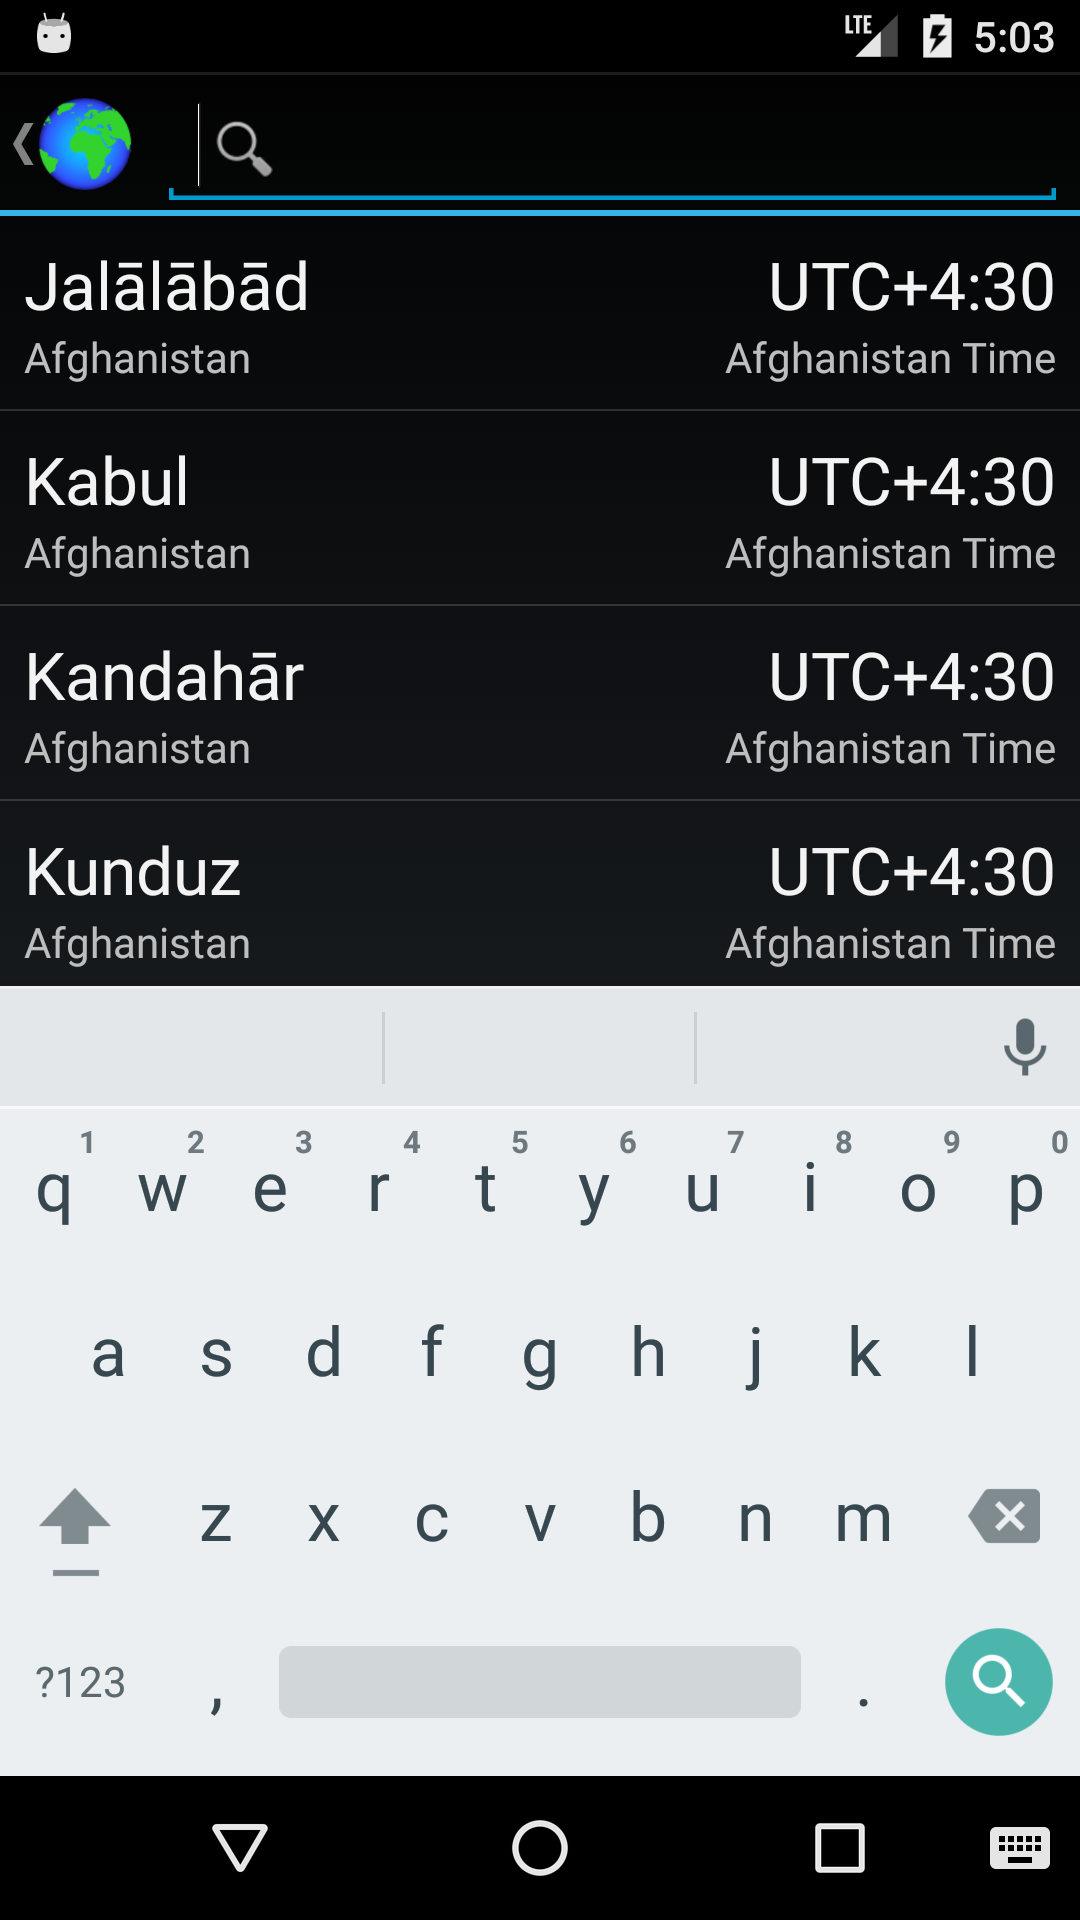 LTE 5:03
Jalālābād UTC+4:30
Afghanistan Afghanistan Time
Kabul UTC+4:30
Afghanistan Afghanistan Time
Kandahār UTC+4:30
Afghanistan Afghanistan Time
Kunduz UTC+4:30
Afghanistan Afghanistan Time
1 2 3 4 5 6 7 8 9 0
q w e r t y u i o p
a s d f g h j k l
z x c v b n m
?123 , .